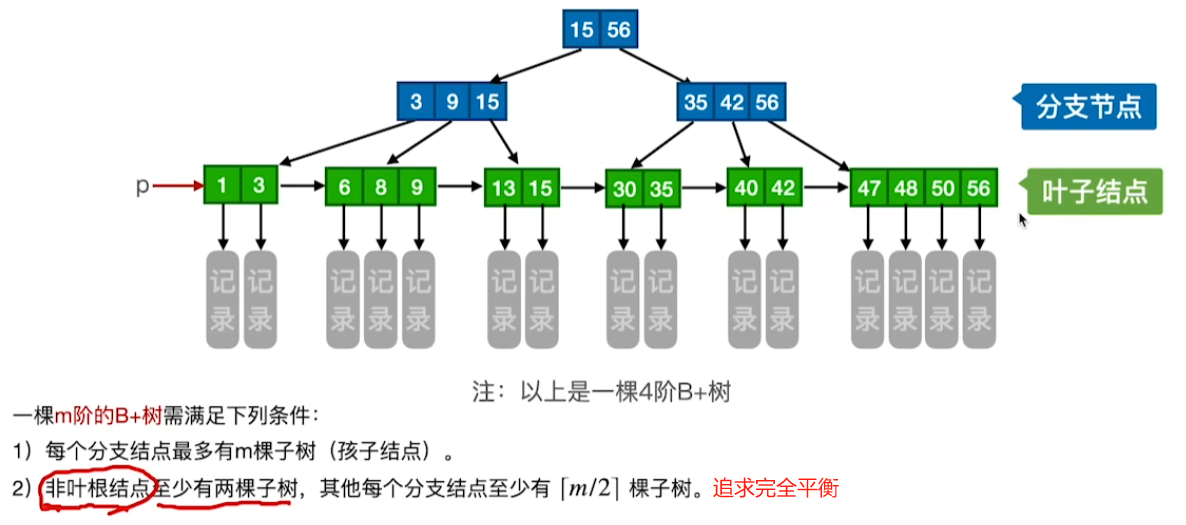 15 56
3 9 15
35 42 56
分支节点
p
1 3
6 8 9
13 15
30 35
40 42
47 48 50 56
叶子结点
记录 记录 记录 记录 记录 记录 记录 记录 记录 记录 记录 记录 记录 记录 记录
注：以上是一棵4阶B+树
一棵m阶的B+树需满足下列条件：
1）每个分支结点最多有m棵子树（孩子结点）。
2）非叶根结点至少有两棵子树，其他每个分支结点至少有 ⌈m/2⌉ 棵子树。追求完全平衡